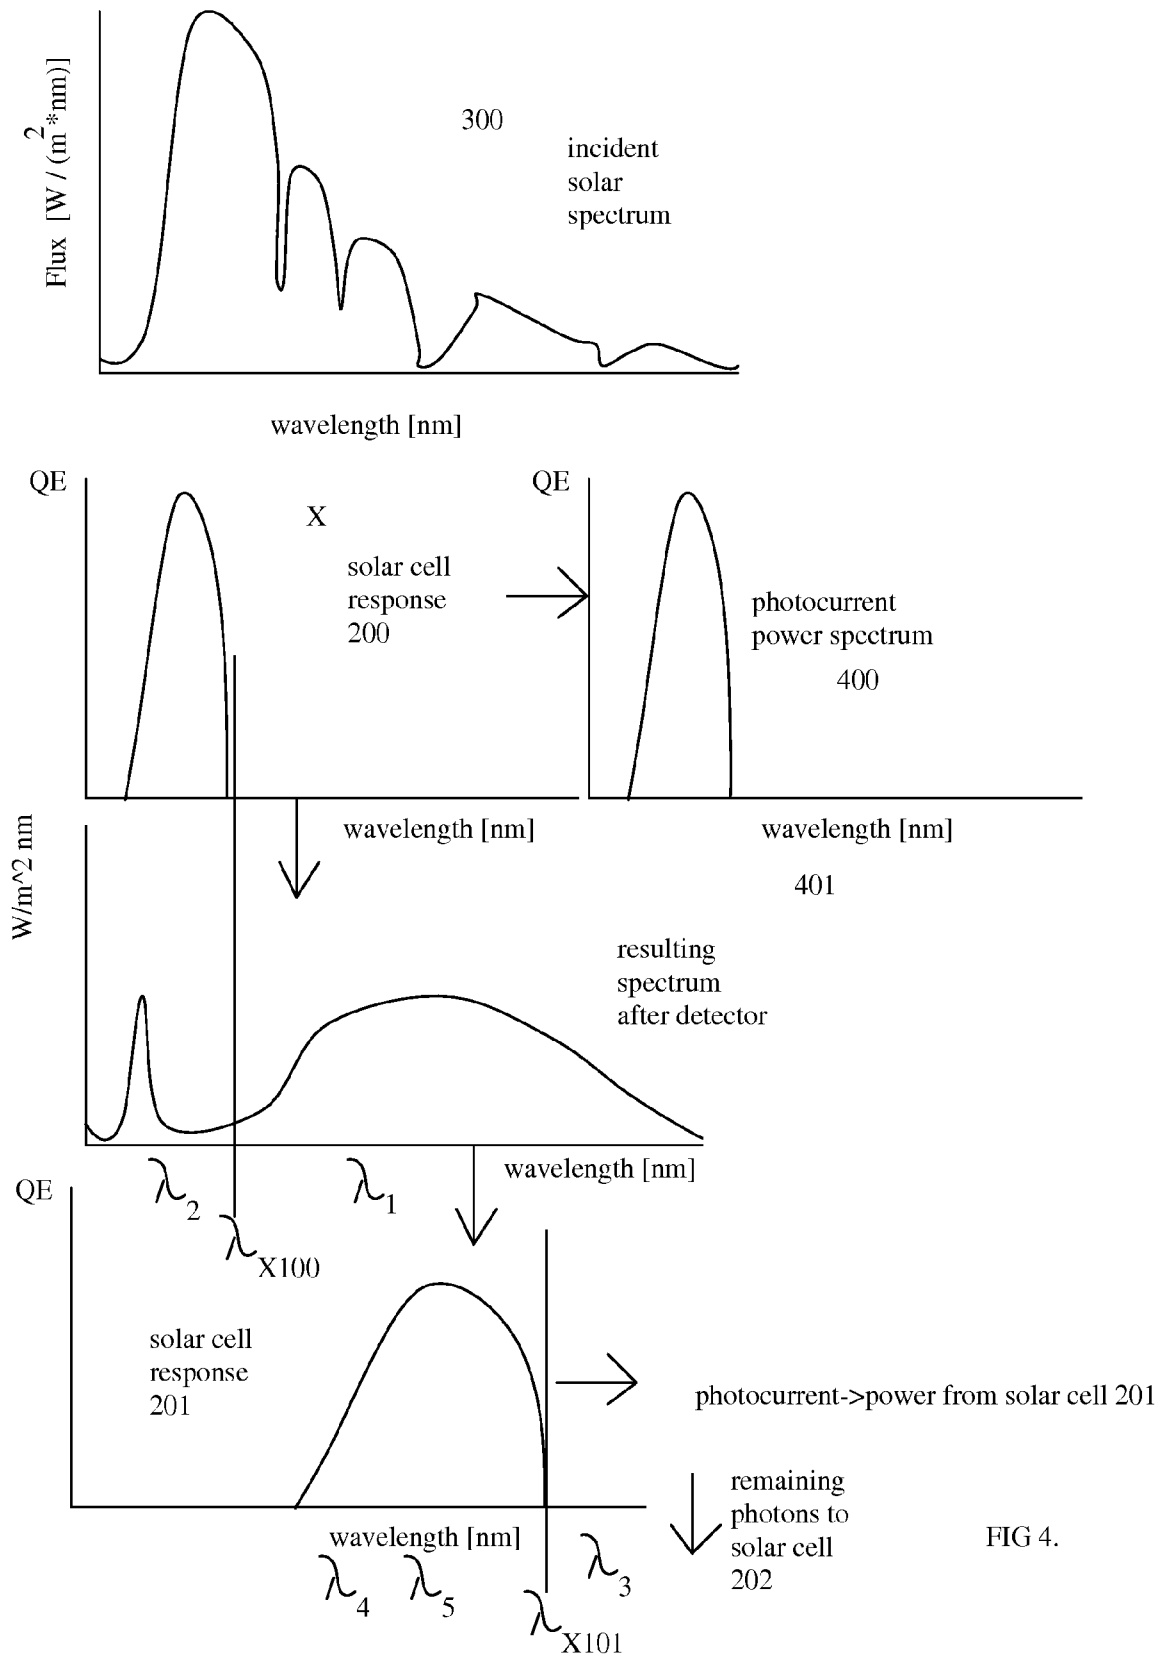 Flux [W / (m^2*nm)]
300
incident
solar
spectrum
wavelength [nm]
QE
X
solar cell
response
200
QE
photocurrent
power spectrum
400
wavelength [nm]
wavelength [nm]
401
W/m^2 nm
resulting
spectrum
after detector
λ2
λ1
wavelength [nm]
QE
λX100
solar cell
response
201
photocurrent->power from solar cell 201
remaining
photons to
solar cell
202
FIG 4.
wavelength [nm]
λ4
λ5
λ3
λX101